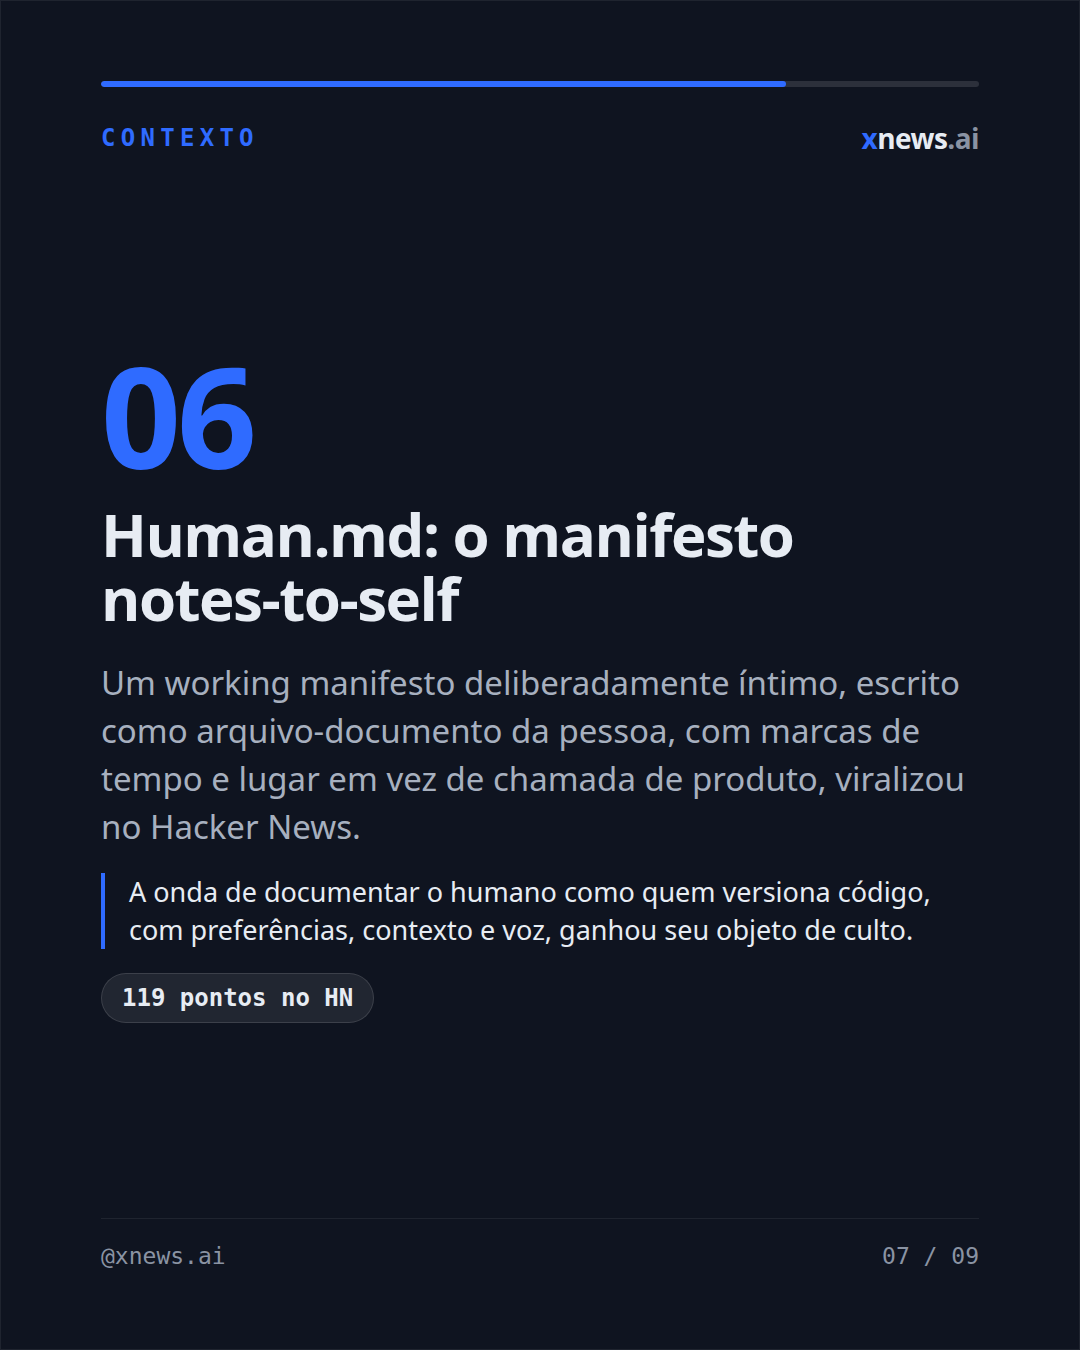 CONTEXTO
xnews.ai
06
Human.md: o manifesto
notes-to-self
Um working manifesto deliberadamente íntimo, escrito
como arquivo-documento da pessoa, com marcas de
tempo e lugar em vez de chamada de produto, viralizou
no Hacker News.
A onda de documentar o humano como quem versiona código,
com preferências, contexto e voz, ganhou seu objeto de culto.
119 pontos no HN
@xnews.ai
07 / 09